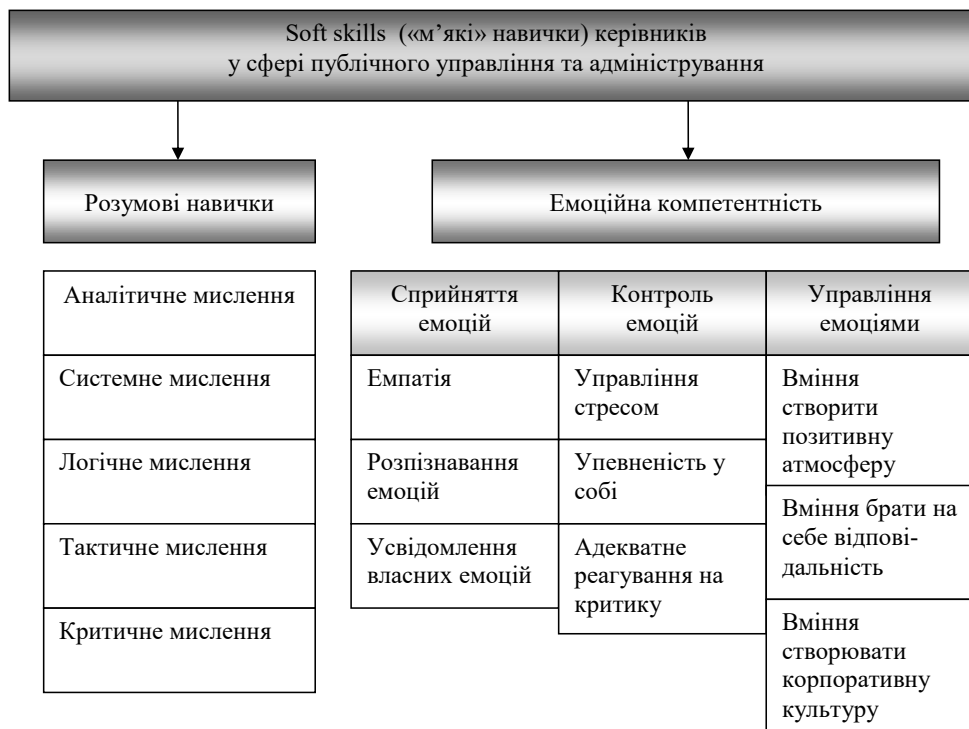 Soft skills («м’які» навички) керівників
у сфері публічного управління та адміністрування
Розумові навички
Емоційна компетентність
Аналітичне мислення
Системне мислення
Логічне мислення
Тактичне мислення
Критичне мислення
Сприйняття
емоцій
Емпатія
Розпізнавання
емоцій
Усвідомлення
власних емоцій
Контроль
емоцій
Управління
стресом
Упевненість у
собі
Адекватне
реагування на
критику
Управління
емоціями
Вміння
створити
позитивну
атмосферу
Вміння брати на
себе відпові-
дальність
Вміння
створювати
корпоративну
культуру